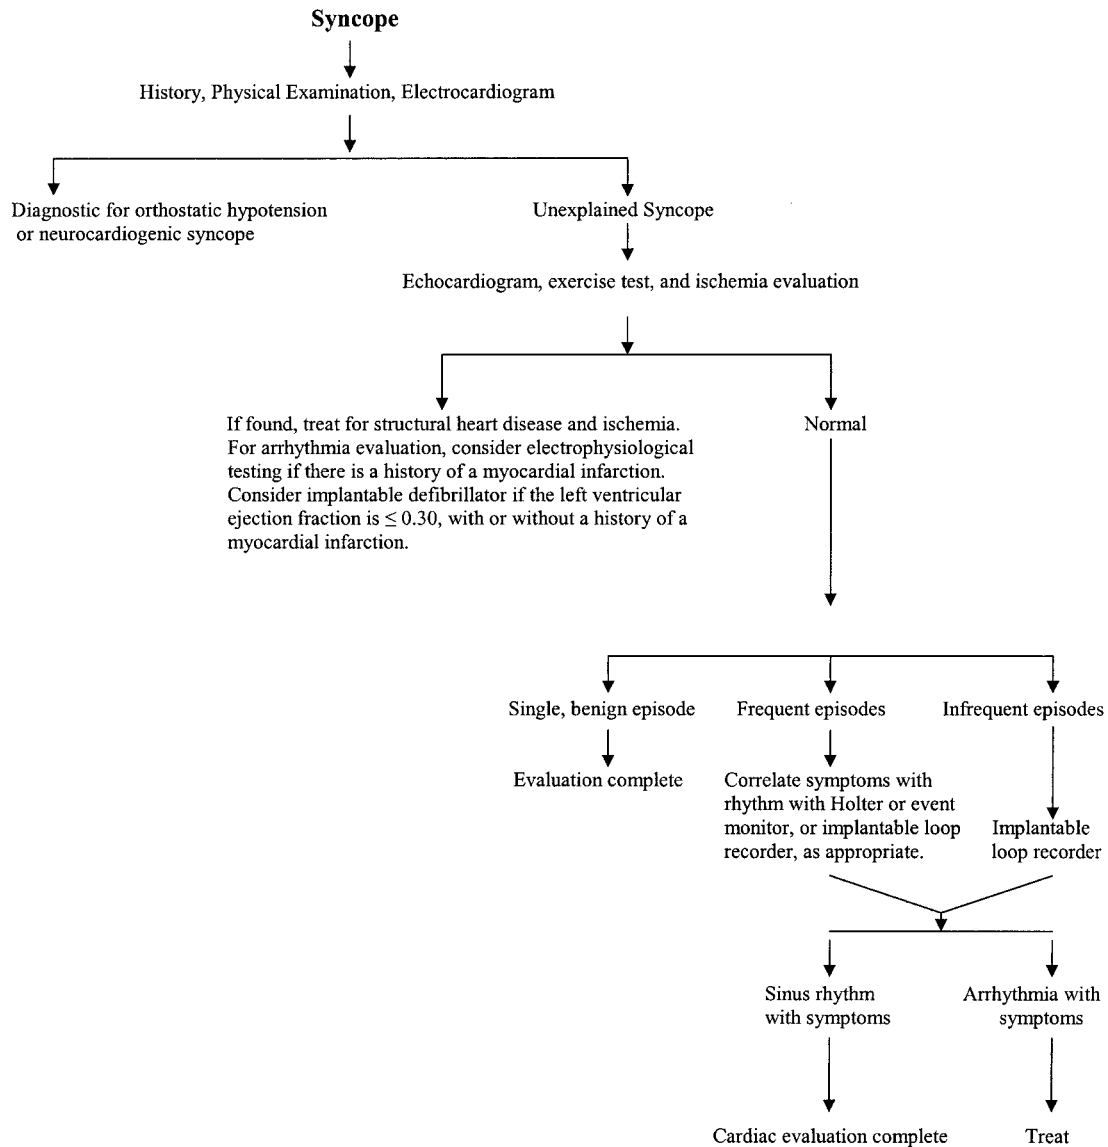 Syncope
History, Physical Examination, Electrocardiogram
Diagnostic for orthostatic hypotension
or neurocardiogenic syncope
Unexplained Syncope
Echocardiogram, exercise test, and ischemia evaluation
If found, treat for structural heart disease and ischemia.
For arrhythmia evaluation, consider electrophysiological
testing if there is a history of a myocardial infarction.
Consider implantable defibrillator if the left ventricular
ejection fraction is ≤ 0.30, with or without a history of a
myocardial infarction.
Normal
Single, benign episode
Frequent episodes
Infrequent episodes
Evaluation complete
Correlate symptoms with
rhythm with Holter or event
monitor, or implantable loop
recorder, as appropriate.
Implantable
loop recorder
Sinus rhythm
with symptoms
Arrhythmia with
symptoms
Cardiac evaluation complete
Treat